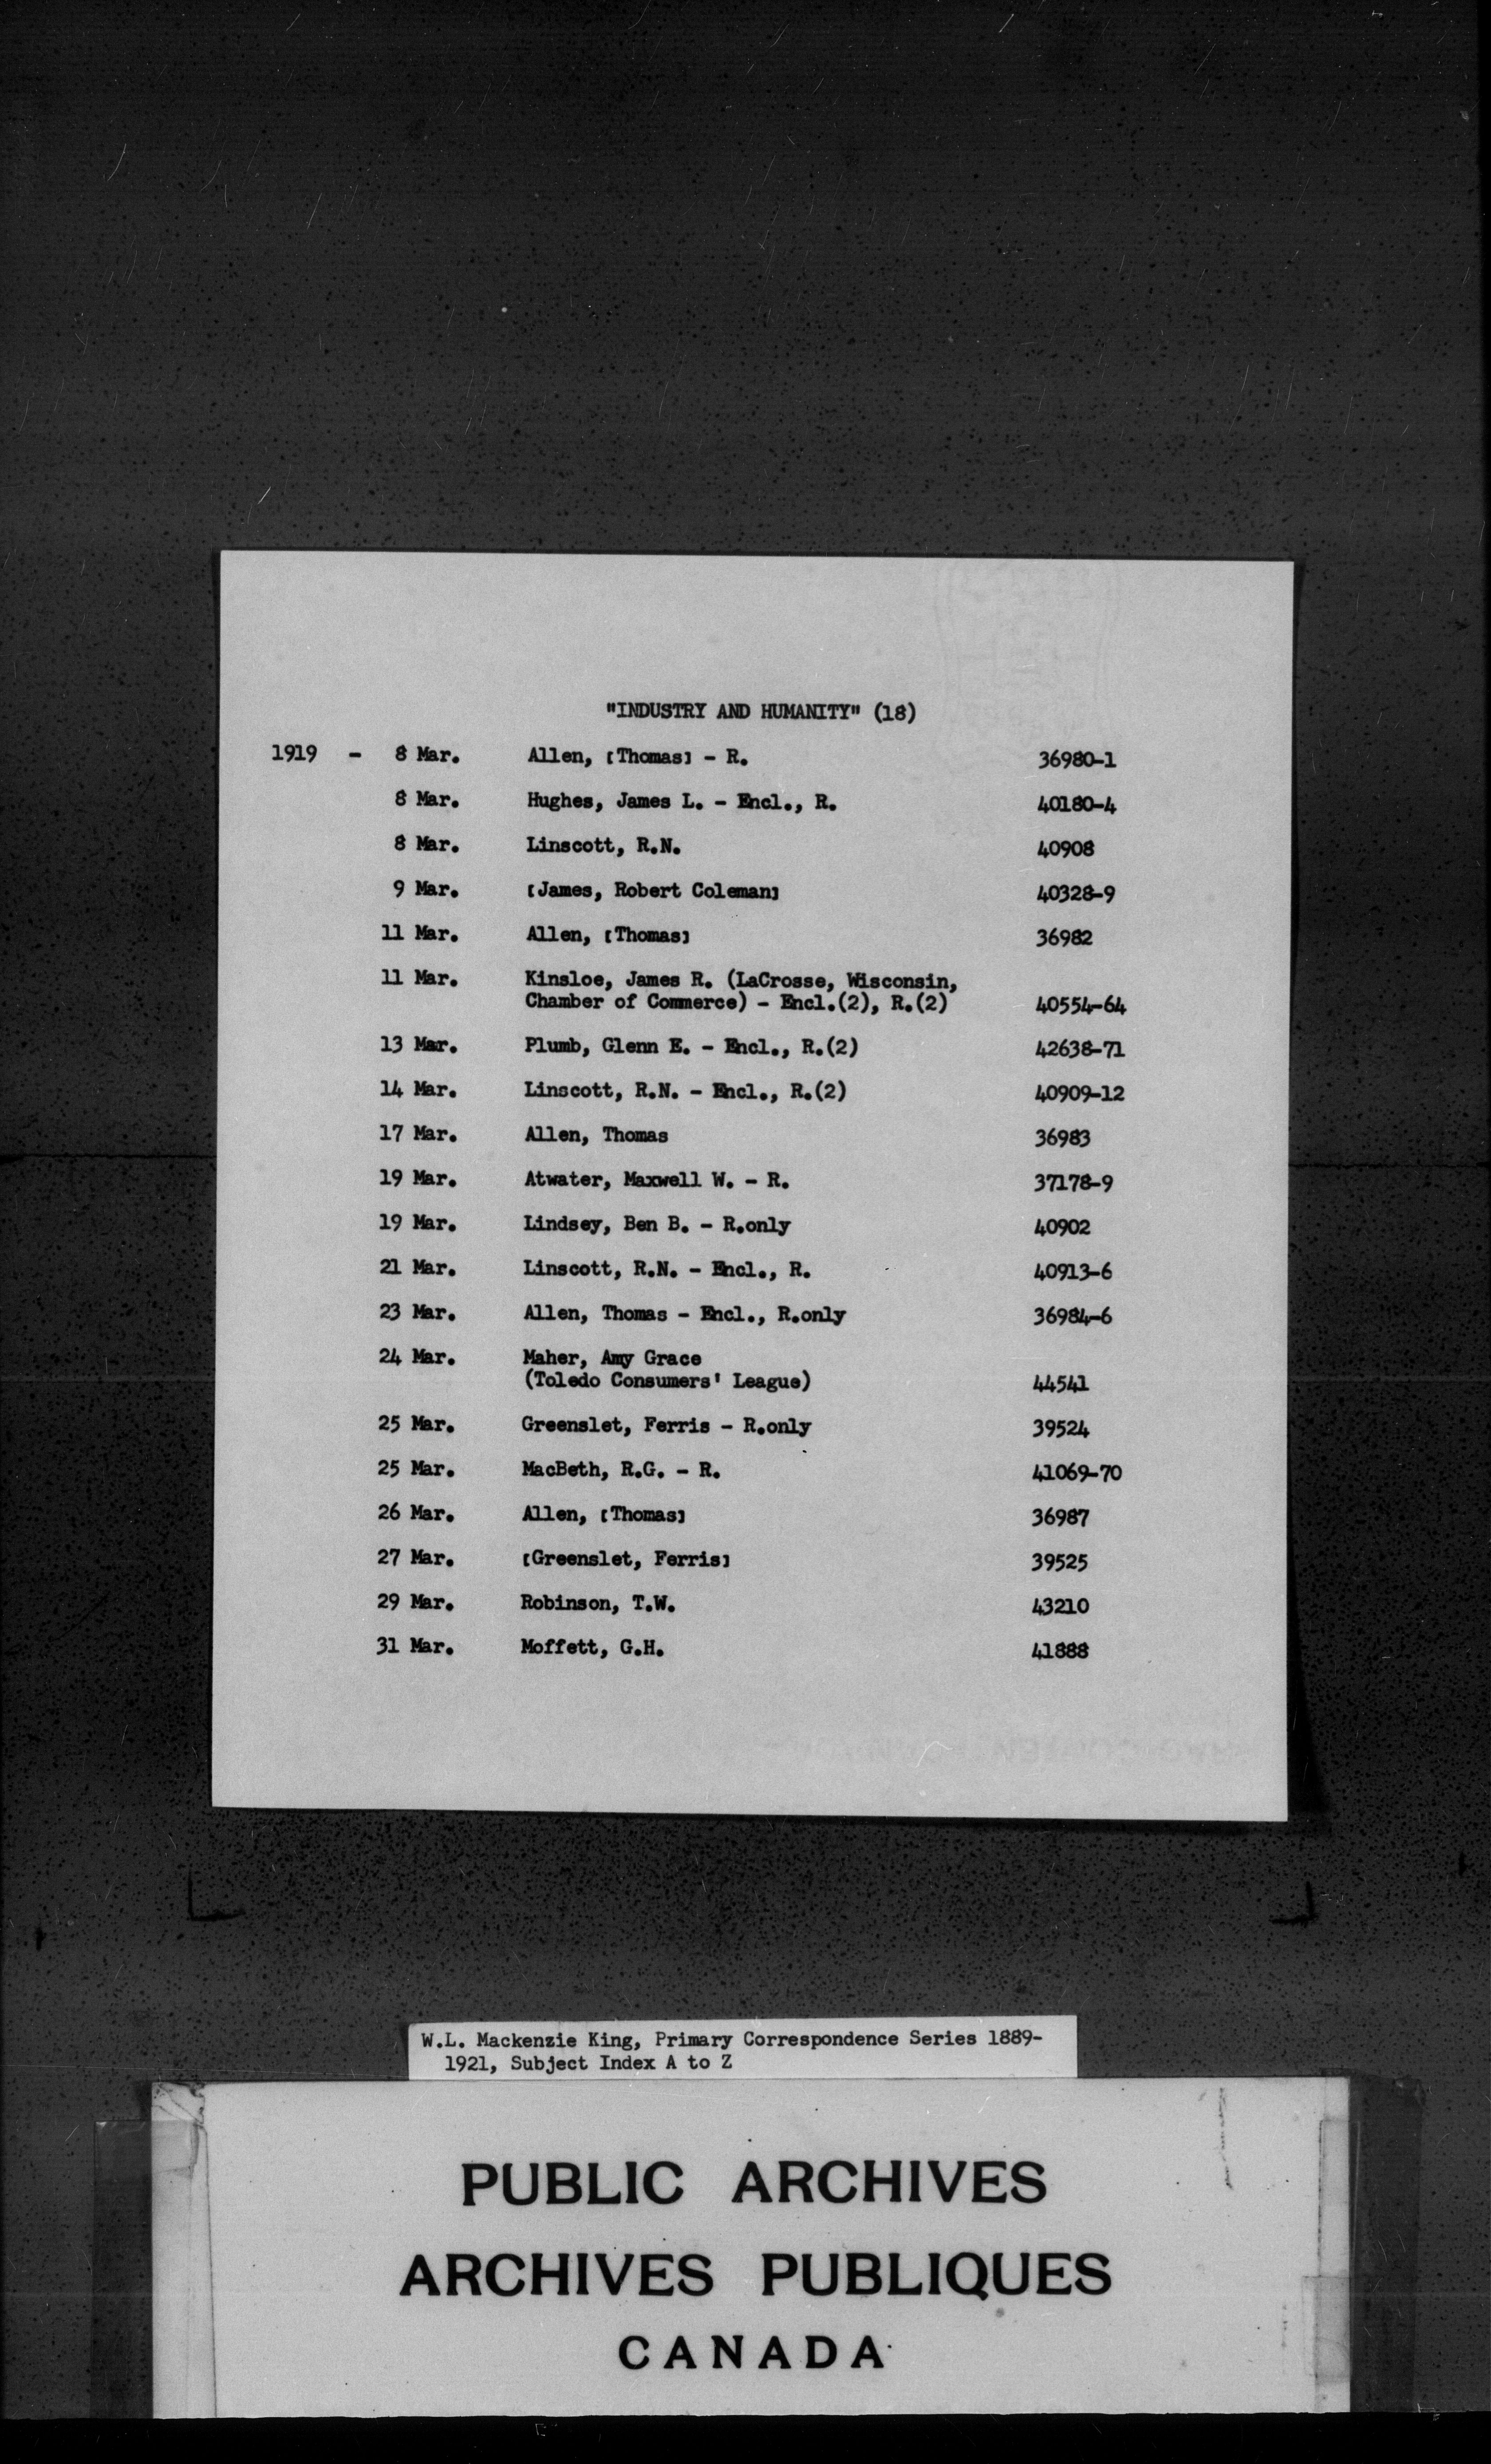 "INDUSTRY AND HUMANITY" (18)
1919 - 8 Mar. Allen, [Thomas] - R. 36980-1
8 Mar. Hughes, James L. - Encl., R. 40180-4
8 Mar. Linscott, R.N. 40908
9 Mar. [James, Robert Coleman] 40328-9
11 Mar. Allen, [Thomas] 36982
11 Mar. Kinsloe, James R. (LaCrosse, Wisconsin,
Chamber of Commerce) - Encl.(2), R.(2) 40554-64
13 Mar. Plumb, Glenn E. - Encl., R.(2) 42638-71
14 Mar. Linscott, R.N. - Encl., R.(2) 40909-12
17 Mar. Allen, Thomas 36983
19 Mar. Atwater, Maxwell W. - R. 37178-9
19 Mar. Lindsey, Ben B. - R.only 40902
21 Mar. Linscott, R.N. - Encl., R. 40913-6
23 Mar. Allen, Thomas - Encl., R.only 36984-6
24 Mar. Maher, Amy Grace
(Toledo Consumers' League) 44541
25 Mar. Greenslet, Ferris - R.only 39524
25 Mar. MacBeth, R.G. - R. 41069-70
26 Mar. Allen, [Thomas] 36987
27 Mar. [Greenslet, Ferris] 39525
29 Mar. Robinson, T.W. 43210
31 Mar. Moffett, G.H. 41888
W.L. Mackenzie King, Primary Correspondence Series 1889-
1921, Subject Index A to Z
PUBLIC ARCHIVES
ARCHIVES PUBLIQUES
CANADA